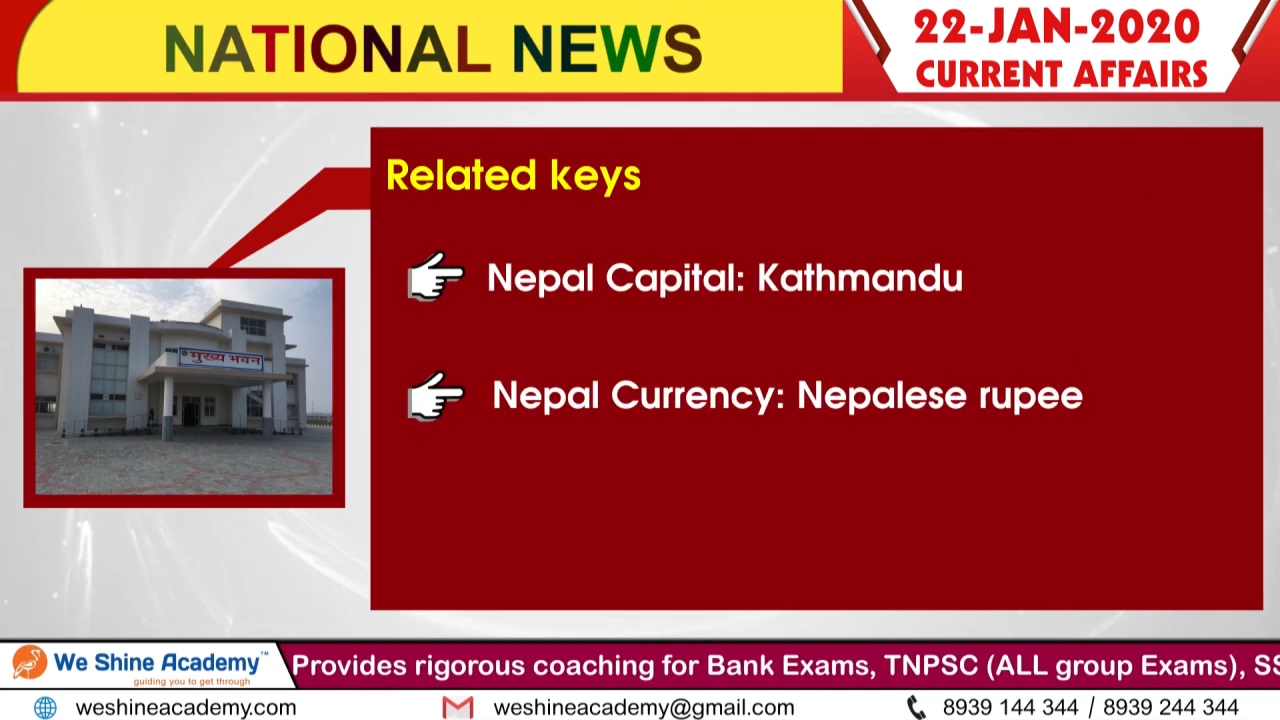 NATIONAL NEWS
22-JAN-2020
CURRENT AFFAIRS
Related keys
Nepal Capital: Kathmandu
Nepal Currency: Nepalese rupee
मुख्य भवन
We Shine Academy™
guiding you to get through
Provides rigorous coaching for Bank Exams, TNPSC (ALL group Exams), SS
weshineacademy.com
weshineacademy@gmail.com
8939 144 344 / 8939 244 344